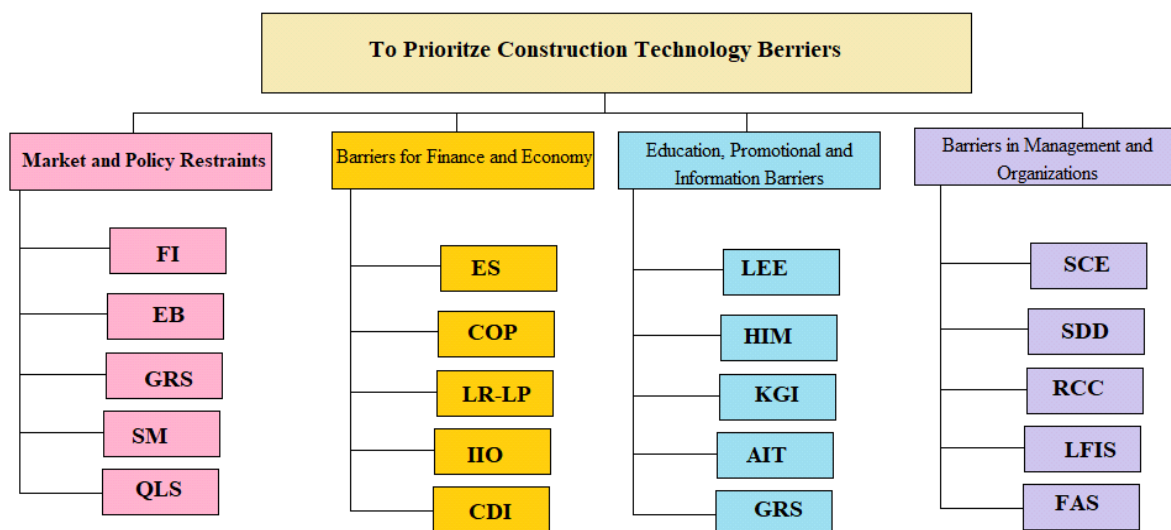 To Prioritze Construction Technology Berriers
Market and Policy Restraints
FI
EB
GRS
SM
QLS
Barriers for Finance and Economy
ES
COP
LR-LP
IIO
CDI
Education, Promotional and
Information Barriers
LEE
HIM
KGI
AIT
GRS
Barriers in Management and
Organizations
SCE
SDD
RCC
LFIS
FAS